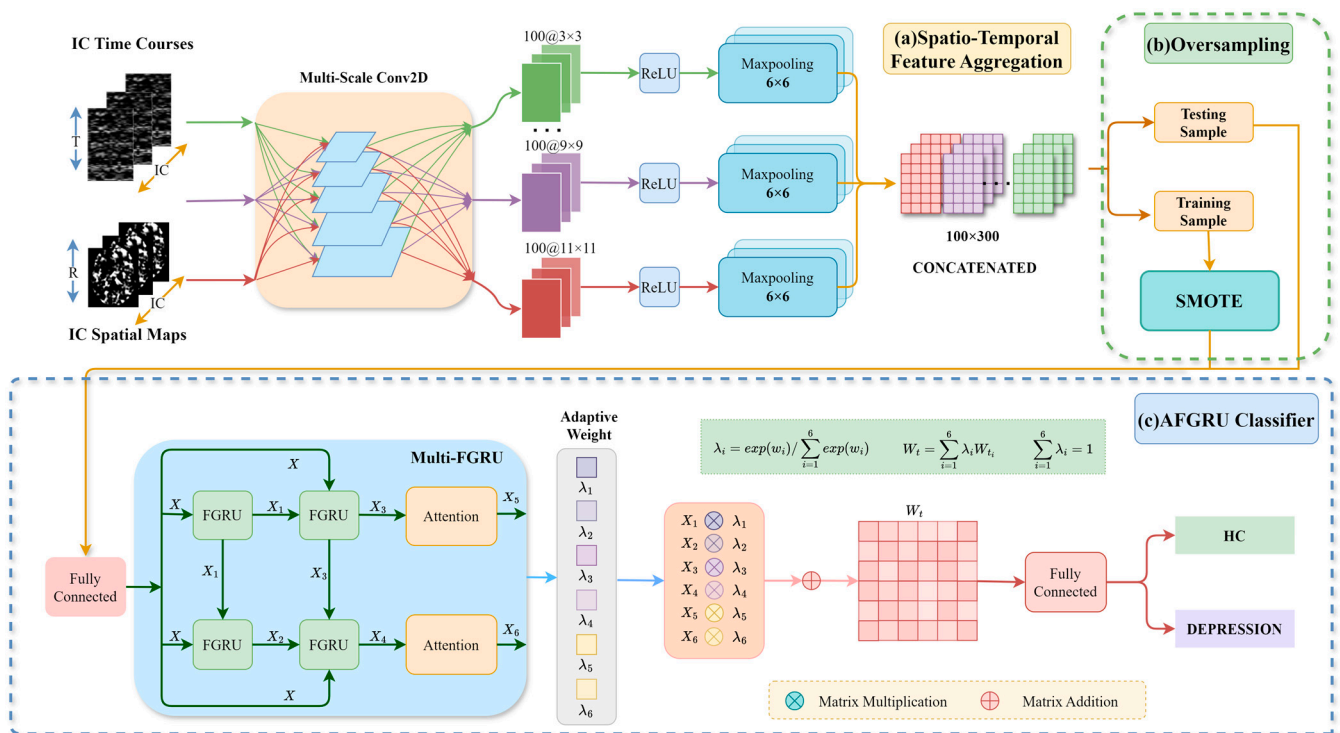 IC Time Courses
T
IC
R
IC
IC Spatial Maps
Multi-Scale Conv2D
100@3×3
...
100@9×9
100@11×11
ReLU
ReLU
ReLU
Maxpooling
6×6
Maxpooling
6×6
Maxpooling
6×6
(a)Spatio-Temporal
Feature Aggregation
...
100×300
CONCATENATED
(b)Oversampling
Testing
Sample
Training
Sample
SMOTE
(c)AFGRU Classifier
Fully
Connected
Multi-FGRU
X
X
FGRU
X₁
FGRU
X₃
Attention
X₅
X₁
X₃
X
FGRU
X₂
FGRU
X₄
Attention
X₆
X
Adaptive
Weight
λ₁
λ₂
λ₃
λ₄
λ₅
λ₆
λᵢ = exp(wᵢ)/∑⁶ᵢ₌₁ exp(wᵢ) Wₜ = ∑⁶ᵢ₌₁ λᵢWₜᵢ ∑⁶ᵢ₌₁ λᵢ = 1
X₁ ⊗ λ₁
X₂ ⊗ λ₂
X₃ ⊗ λ₃
X₄ ⊗ λ₄
X₅ ⊗ λ₅
X₆ ⊗ λ₆
⊕
Wₜ
Fully
Connected
HC
DEPRESSION
⊗ Matrix Multiplication ⊕ Matrix Addition